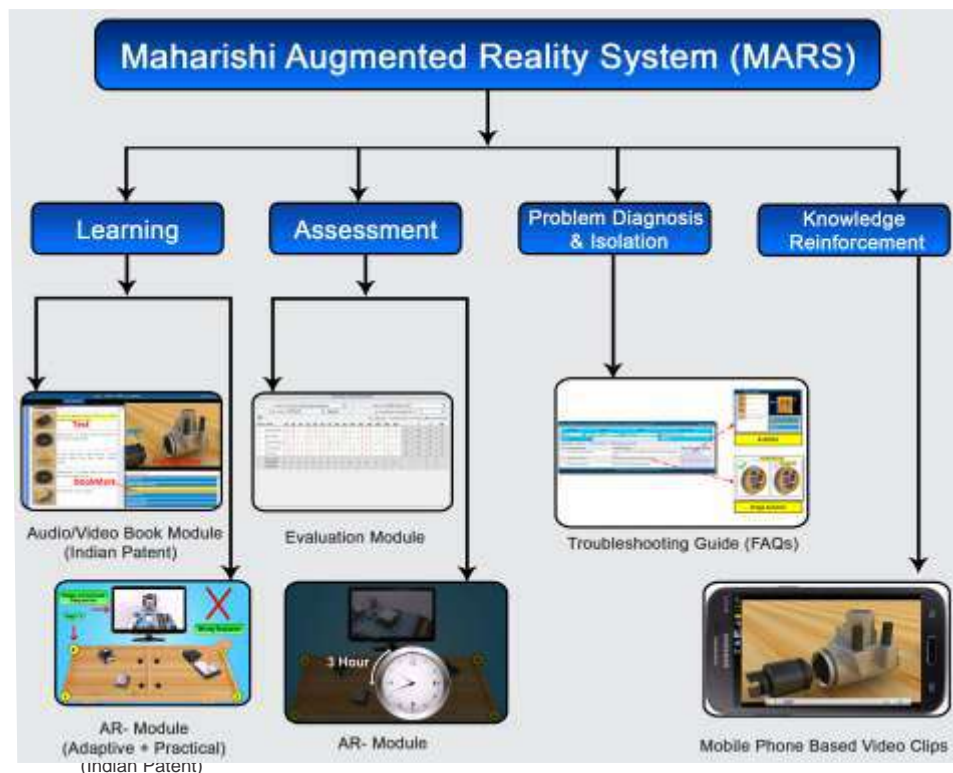 Maharishi Augmented Reality System (MARS)
Learning
Assessment
Problem Diagnosis
& Isolation
Knowledge
Reinforcement
Text
BookMark
Audio/Video Book Module
(Indian Patent)
Evaluation Module
Troubleshooting Guide (FAQs)
3 Hour
AR- Module
(Adaptive + Practical)
(Indian Patent)
AR- Module
Mobile Phone Based Video Clips